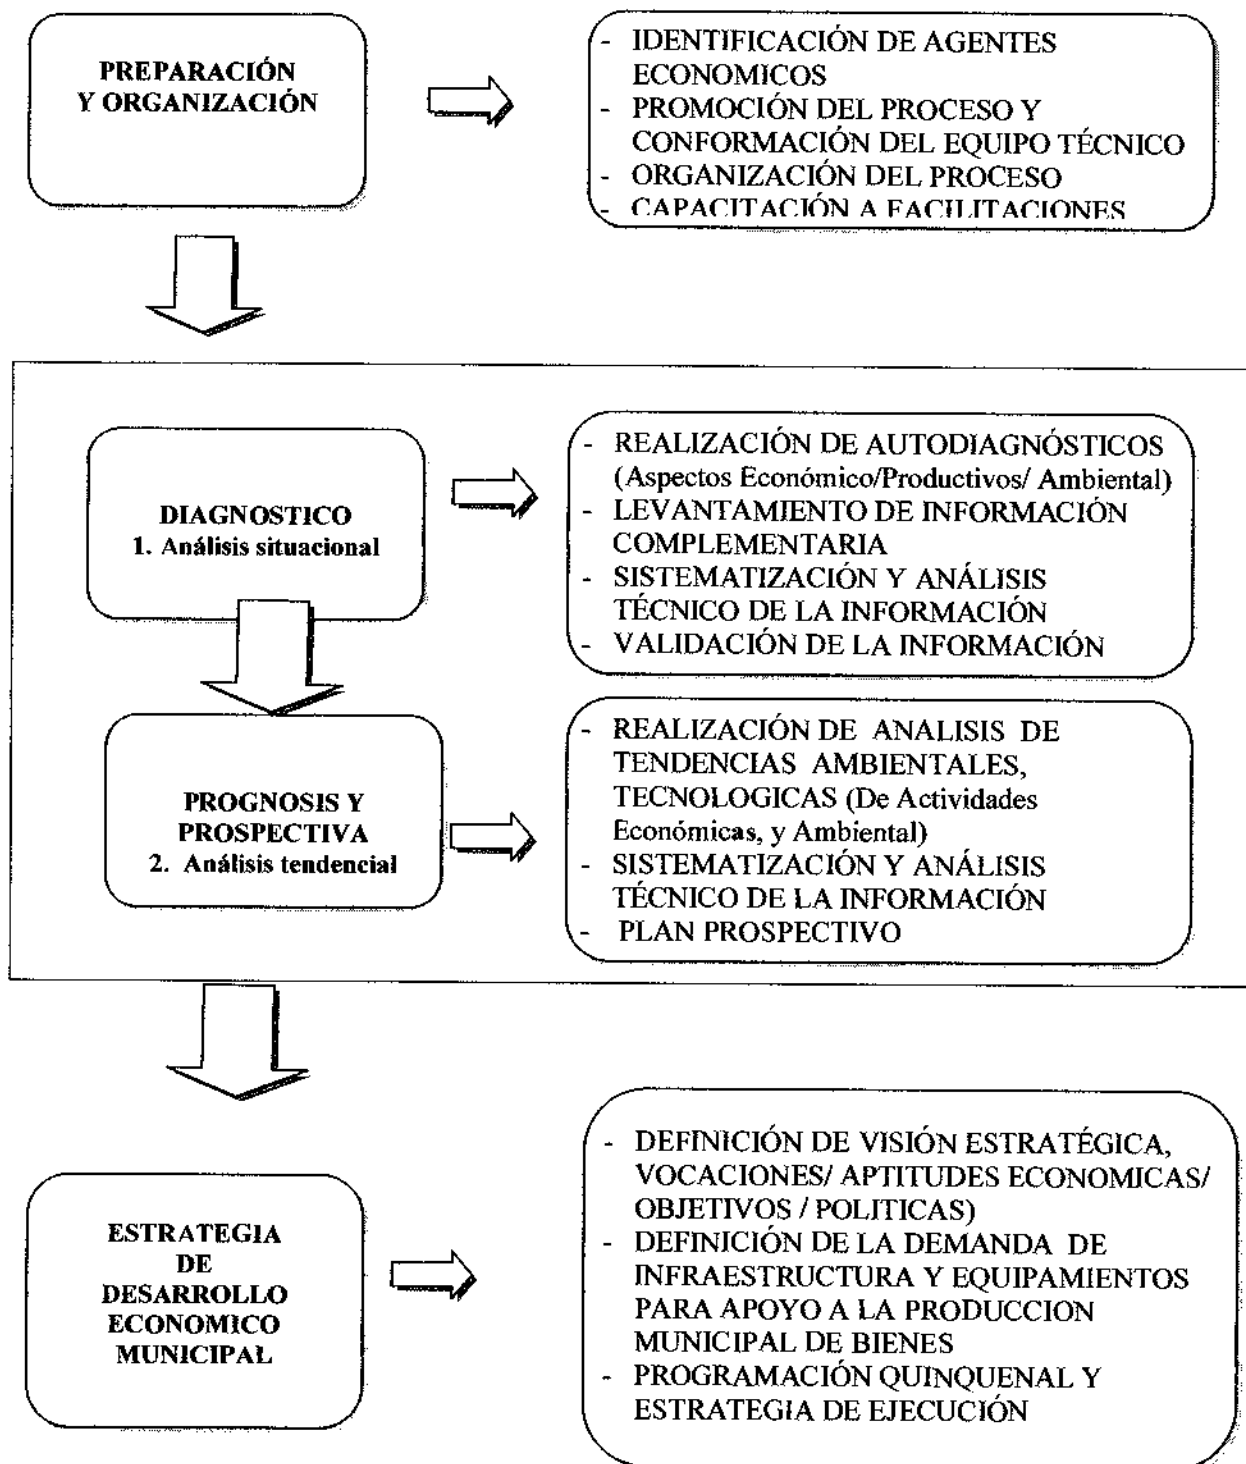 PREPARACIÓN
Y ORGANIZACIÓN
- IDENTIFICACIÓN DE AGENTES
ECONOMICOS
- PROMOCIÓN DEL PROCESO Y
CONFORMACIÓN DEL EQUIPO TÉCNICO
- ORGANIZACIÓN DEL PROCESO
- CAPACITACIÓN A FACILITACIONES
DIAGNOSTICO
1. Análisis situacional
- REALIZACIÓN DE AUTODIAGNÓSTICOS
(Aspectos Económico/Productivos/ Ambiental)
- LEVANTAMIENTO DE INFORMACIÓN
COMPLEMENTARIA
- SISTEMATIZACIÓN Y ANÁLISIS
TÉCNICO DE LA INFORMACIÓN
- VALIDACIÓN DE LA INFORMACIÓN
PROGNOSIS Y
PROSPECTIVA
2. Análisis tendencial
- REALIZACIÓN DE ANALISIS DE
TENDENCIAS AMBIENTALES,
TECNOLOGICAS (De Actividades
Económicas, y Ambiental)
- SISTEMATIZACIÓN Y ANÁLISIS
TÉCNICO DE LA INFORMACIÓN
- PLAN PROSPECTIVO
ESTRATEGIA
DE
DESARROLLO
ECONOMICO
MUNICIPAL
- DEFINICIÓN DE VISIÓN ESTRATÉGICA,
VOCACIONES/ APTITUDES ECONOMICAS/
OBJETIVOS / POLITICAS)
- DEFINICIÓN DE LA DEMANDA DE
INFRAESTRUCTURA Y EQUIPAMIENTOS
PARA APOYO A LA PRODUCCION
MUNICIPAL DE BIENES
- PROGRAMACIÓN QUINQUENAL Y
ESTRATEGIA DE EJECUCIÓN